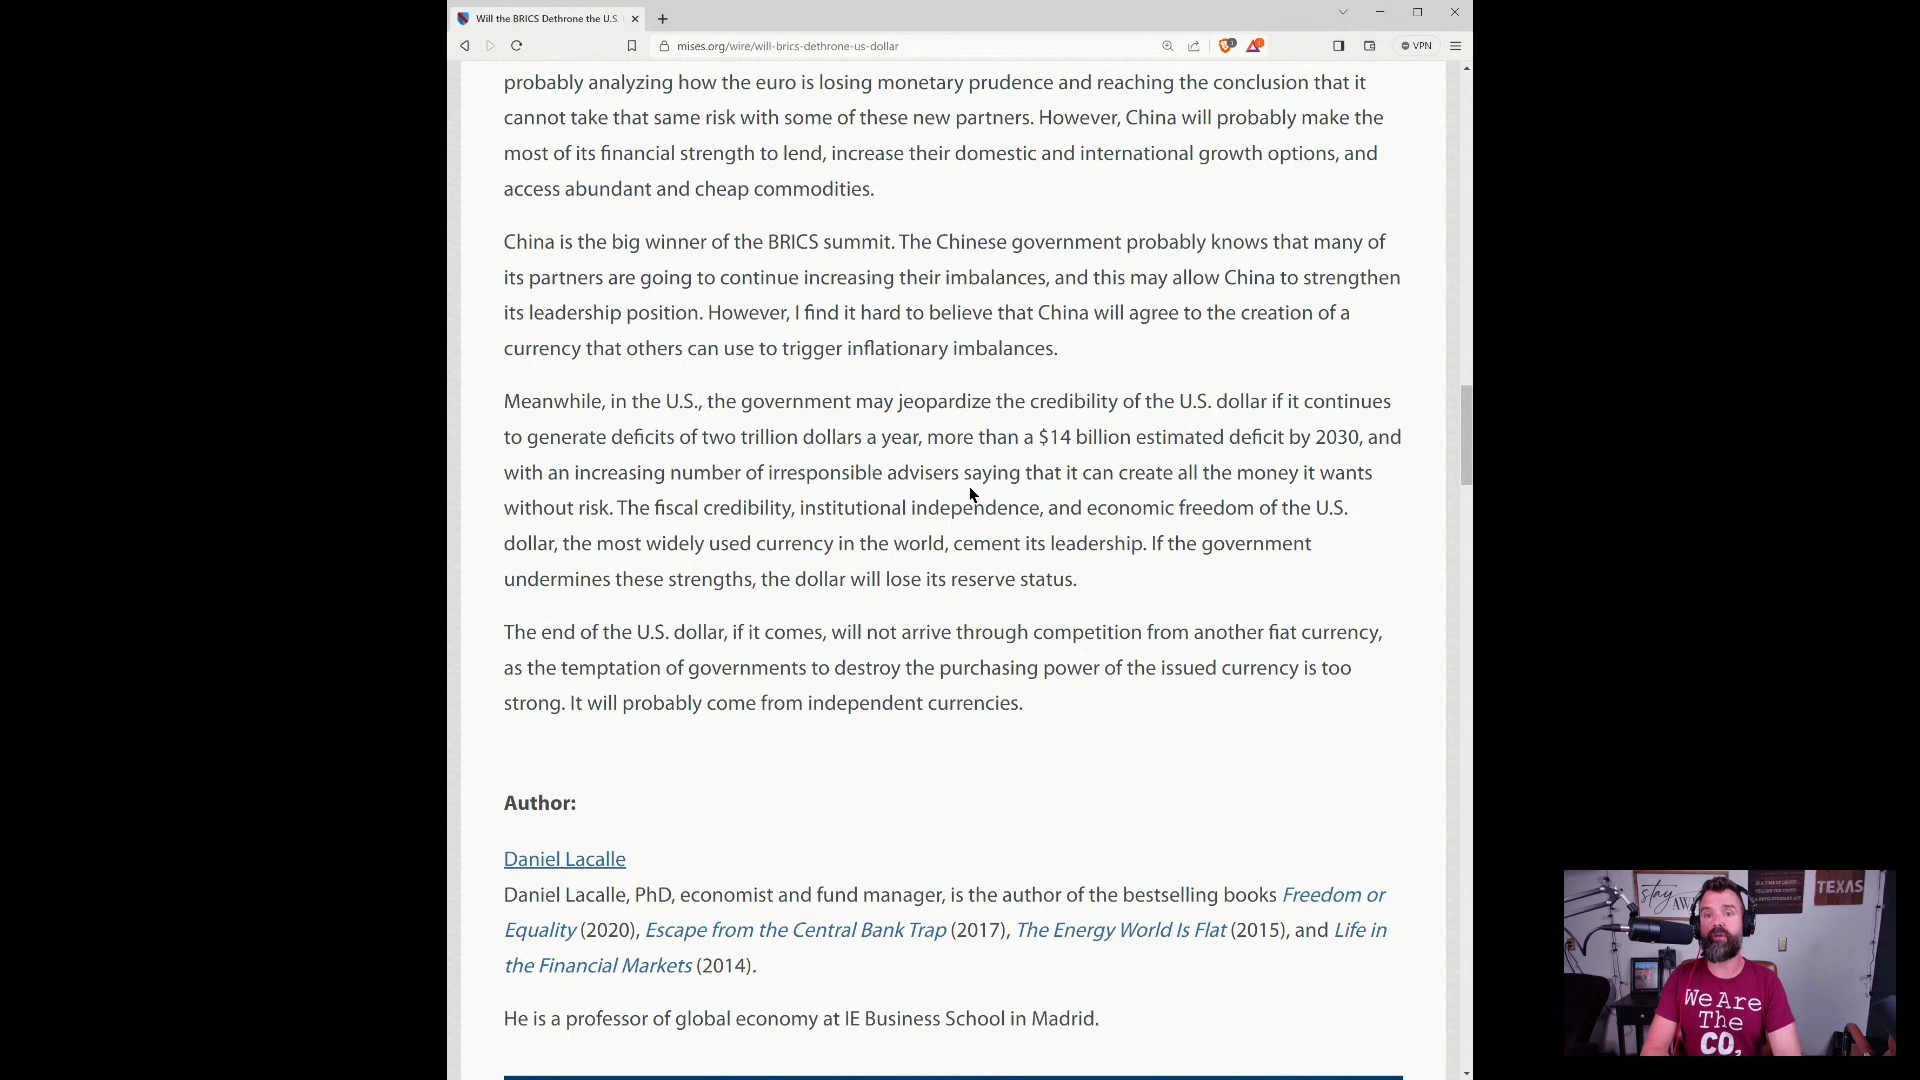 Will the BRICS Dethrone the U.S.
mises.org/wire/will-brics-dethrone-us-dollar
VPN
probably analyzing how the euro is losing monetary prudence and reaching the conclusion that it
cannot take that same risk with some of these new partners. However, China will probably make the
most of its financial strength to lend, increase their domestic and international growth options, and
access abundant and cheap commodities.
China is the big winner of the BRICS summit. The Chinese government probably knows that many of
its partners are going to continue increasing their imbalances, and this may allow China to strengthen
its leadership position. However, I find it hard to believe that China will agree to the creation of a
currency that others can use to trigger inflationary imbalances.
Meanwhile, in the U.S., the government may jeopardize the credibility of the U.S. dollar if it continues
to generate deficits of two trillion dollars a year, more than a $14 billion estimated deficit by 2030, and
with an increasing number of irresponsible advisers saying that it can create all the money it wants
without risk. The fiscal credibility, institutional independence, and economic freedom of the U.S.
dollar, the most widely used currency in the world, cement its leadership. If the government
undermines these strengths, the dollar will lose its reserve status.
The end of the U.S. dollar, if it comes, will not arrive through competition from another fiat currency,
as the temptation of governments to destroy the purchasing power of the issued currency is too
strong. It will probably come from independent currencies.
Author:
Daniel Lacalle
Daniel Lacalle, PhD, economist and fund manager, is the author of the bestselling books Freedom or
Equality (2020), Escape from the Central Bank Trap (2017), The Energy World Is Flat (2015), and Life in
the Financial Markets (2014).
He is a professor of global economy at IE Business School in Madrid.
stay
TEXAS
We Are
The
CO,